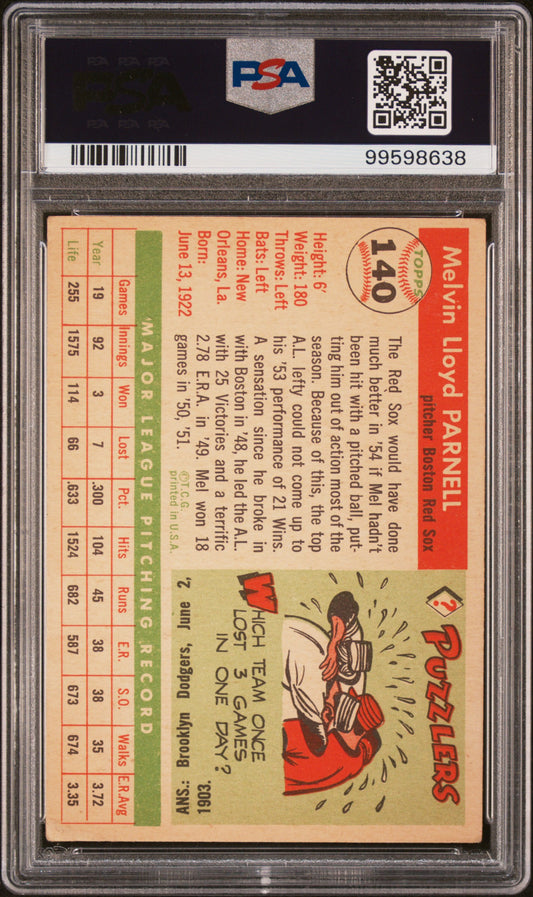 PSA PSA PSA
PSA
PSA PSA PSA
PSA
99598638
TOPPS
140
Melvin Lloyd PARNELL
pitcher Boston Red Sox
Height: 6'
Weight: 180
Throws: Left
Bats: Left
Home: New
Orleans, La.
Born:
June 13, 1922
The Red Sox would have done
much better in '54 if Mel hadn't
been hit with a pitched ball, put-
ting him out of action most of the
season. Because of this, the top
A.L. lefty could not come up to
his '53 performance of 21 Wins.
A sensation since he broke in
with Boston in '48, he led the A.L.
with 25 Victories and a terrific
2.78 E.R.A. in '49. Mel won 18
games in '50, '51.
© T.C.G.
printed in U.S.A.
?
PUZZLERS
WHICH TEAM ONCE
LOST 3 GAMES
IN ONE DAY?
ANS.: Brooklyn Dodgers, June 2,
1903.
MAJOR LEAGUE PITCHING RECORD
Games Innings Won Lost Pct. Hits Runs E.R. S.O. Walks E.R.Avg
Year 19 92 3 7 .300 104 45 38 38 35 3.72
Life 255 1575 114 66 .633 1524 682 587 673 674 3.35